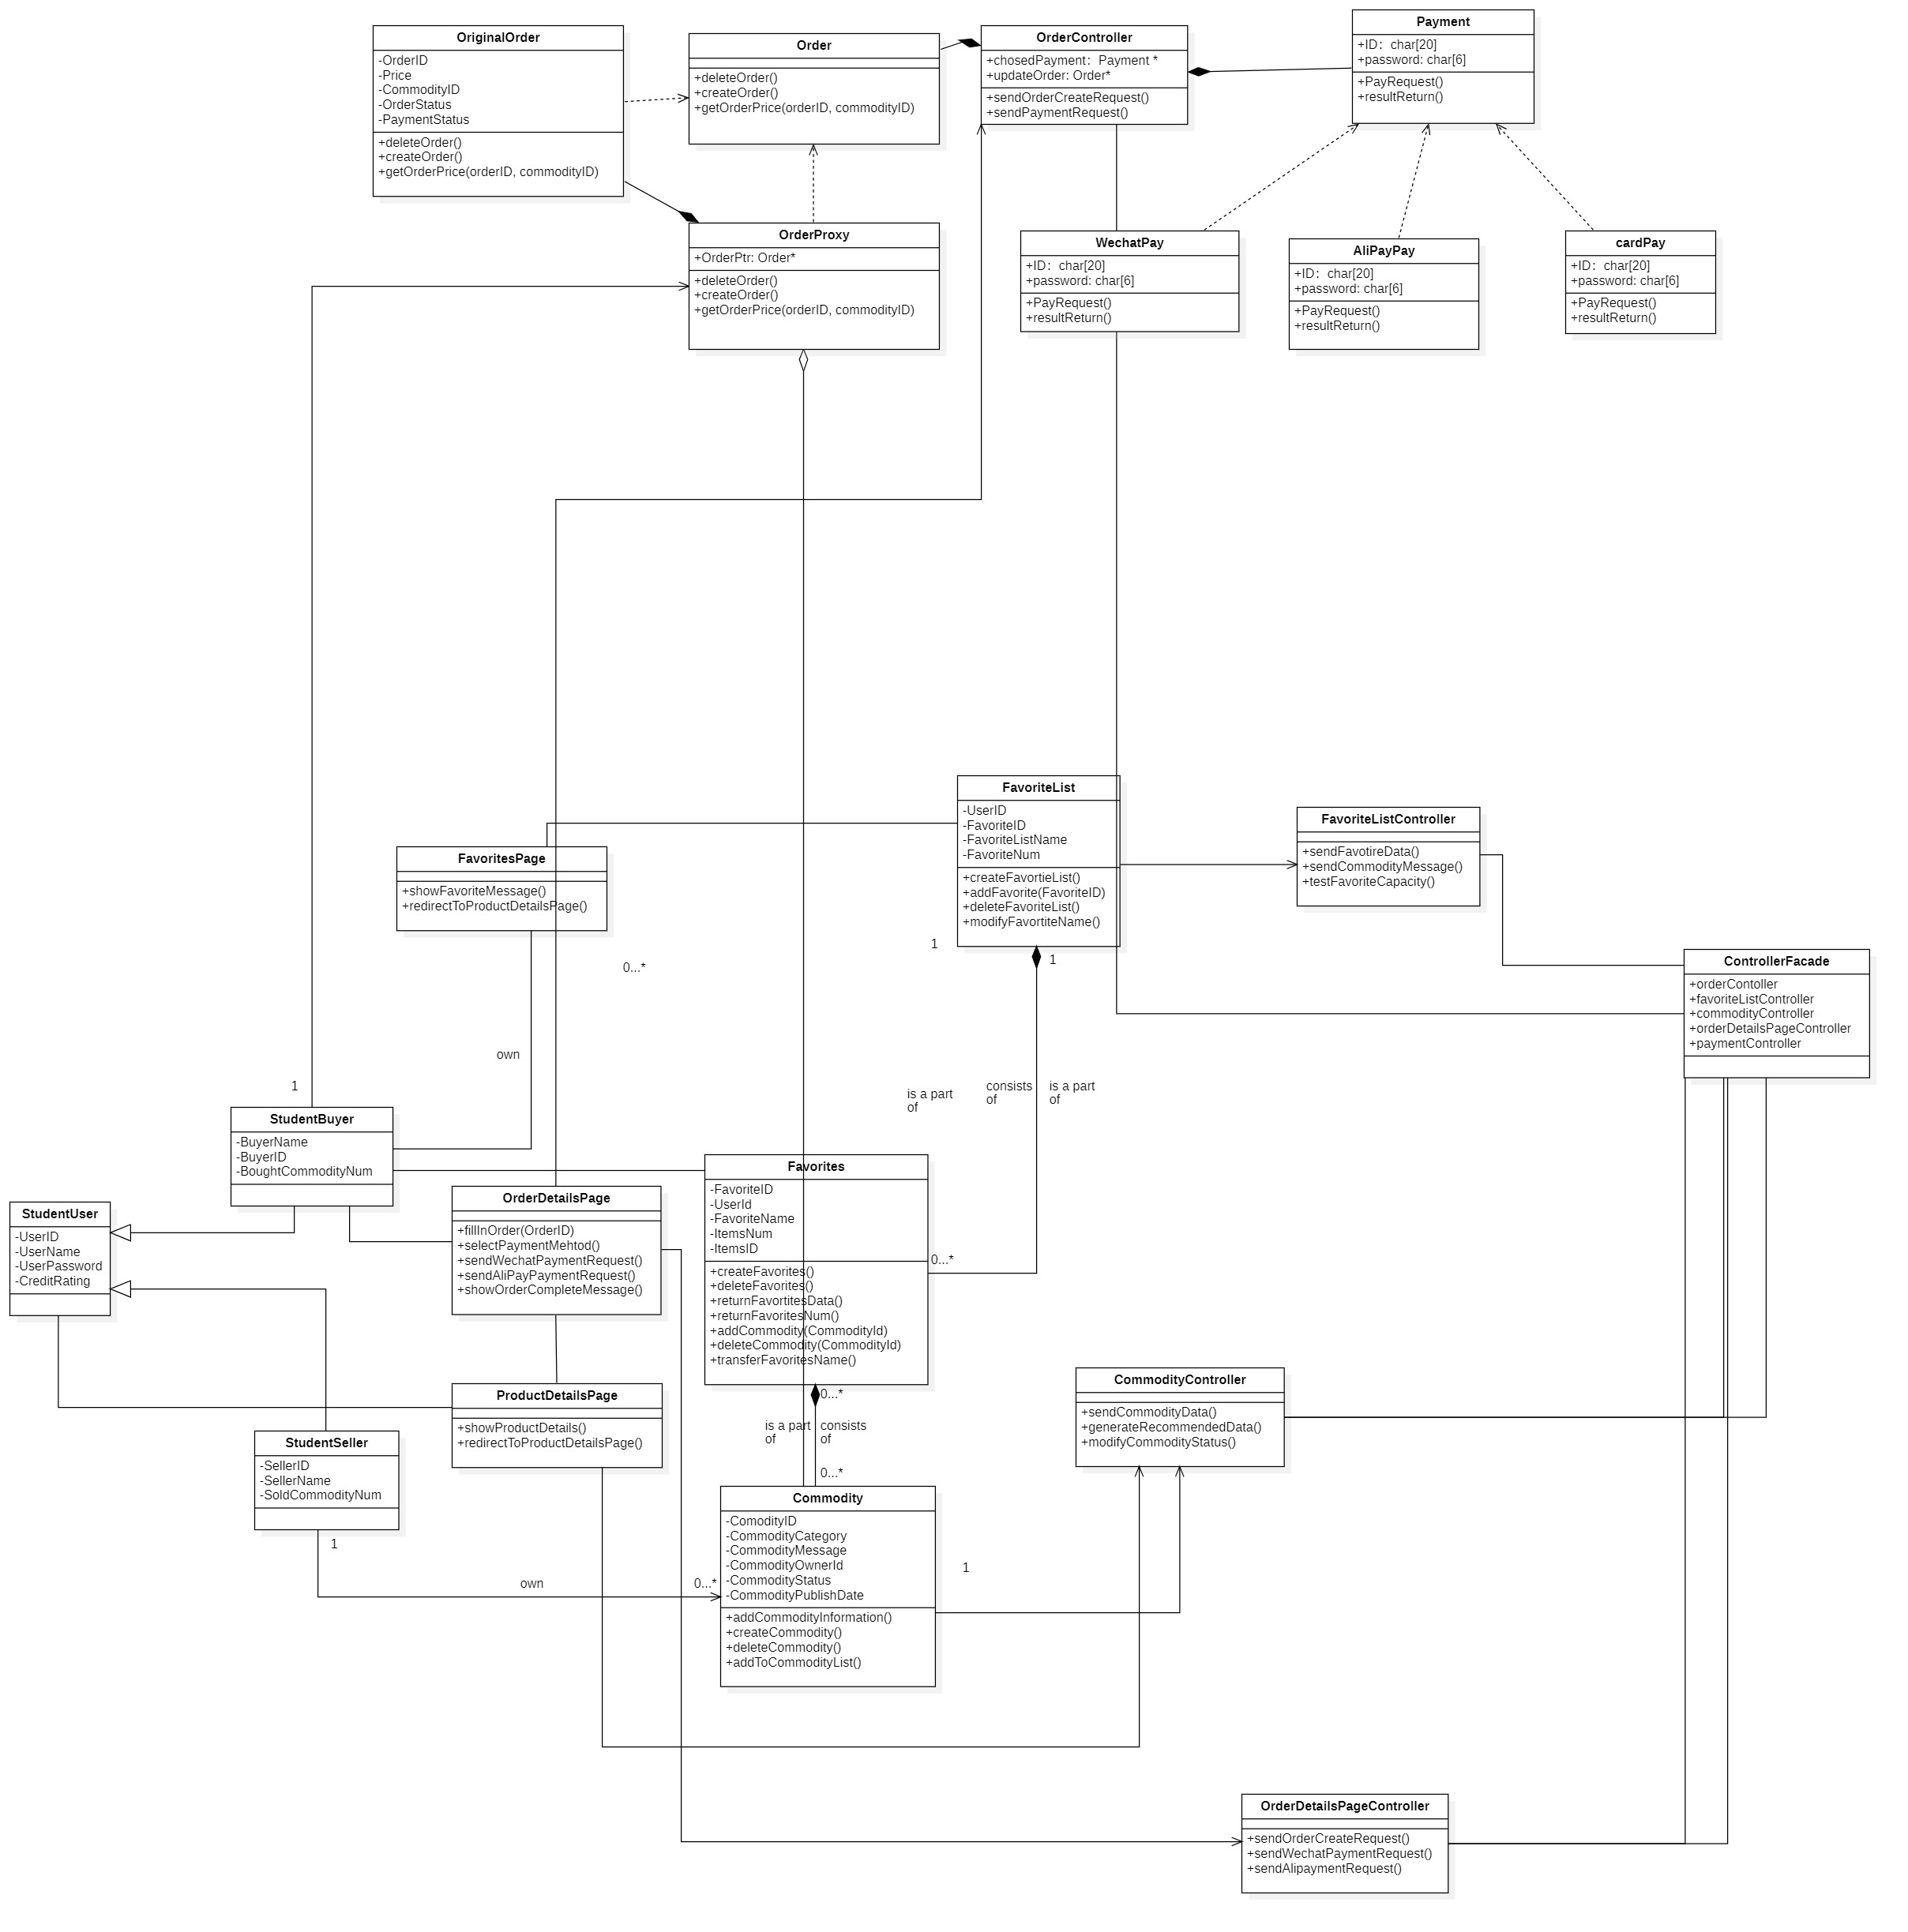 OriginalOrder
-OrderID
-Price
-CommodityID
-OrderStatus
-PaymentStatus
+deleteOrder()
+createOrder()
+getOrderPrice(orderID, commodityID)
Order
+deleteOrder()
+createOrder()
+getOrderPrice(orderID, commodityID)
OrderController
+chosedPayment：Payment *
+updateOrder: Order*
+sendOrderCreateRequest()
+sendPaymentRequest()
Payment
+ID：char[20]
+password: char[6]
+PayRequest()
+resultReturn()
OrderProxy
+OrderPtr: Order*
+deleteOrder()
+createOrder()
+getOrderPrice(orderID, commodityID)
WechatPay
+ID：char[20]
+password: char[6]
+PayRequest()
+resultReturn()
AliPayPay
+ID：char[20]
+password: char[6]
+PayRequest()
+resultReturn()
cardPay
+ID：char[20]
+password: char[6]
+PayRequest()
+resultReturn()
FavoriteList
-UserID
-FavoriteID
-FavoriteListName
-FavoriteNum
+createFavortieList()
+addFavorite(FavoriteID)
+deleteFavoriteList()
+modifyFavortiteName()
FavoriteListController
+sendFavotireData()
+sendCommodityMessage()
+testFavoriteCapacity()
FavoritesPage
+showFavoriteMessage()
+redirectToProductDetailsPage()
1
1
0...*
ControllerFacade
+orderContoller
+favoriteListController
+commodityController
+orderDetailsPageController
+paymentController
own
1
is a part
of
consists
of
is a part
of
StudentBuyer
-BuyerName
-BuyerID
-BoughtCommodityNum
Favorites
-FavoriteID
-UserId
-FavoriteName
-ItemsNum
-ItemsID
+createFavorites()
+deleteFavorites()
+returnFavortitesData()
+returnFavoritesNum()
+addCommodity(CommodityId)
+deleteCommodity(CommodityId)
+transferFavoritesName()
0...*
OrderDetailsPage
+fillInOrder(OrderID)
+selectPaymentMehtod()
+sendWechatPaymentRequest()
+sendAliPayPaymentRequest()
+showOrderCompleteMessage()
StudentUser
-UserID
-UserName
-UserPassword
-CreditRating
ProductDetailsPage
+showProductDetails()
+redirectToProductDetailsPage()
CommodityController
+sendCommodityData()
+generateRecommendedData()
+modifyCommodityStatus()
0...*
is a part
of
consists
of
0...*
StudentSeller
-SellerID
-SellerName
-SoldCommodityNum
1
own
0...*
Commodity
-ComodityID
-CommodityCategory
-CommodityMessage
-CommodityOwnerId
-CommodityStatus
-CommodityPublishDate
+addCommodityInformation()
+createCommodity()
+deleteCommodity()
+addToCommodityList()
1
OrderDetailsPageController
+sendOrderCreateRequest()
+sendWechatPaymentRequest()
+sendAlipaymentRequest()